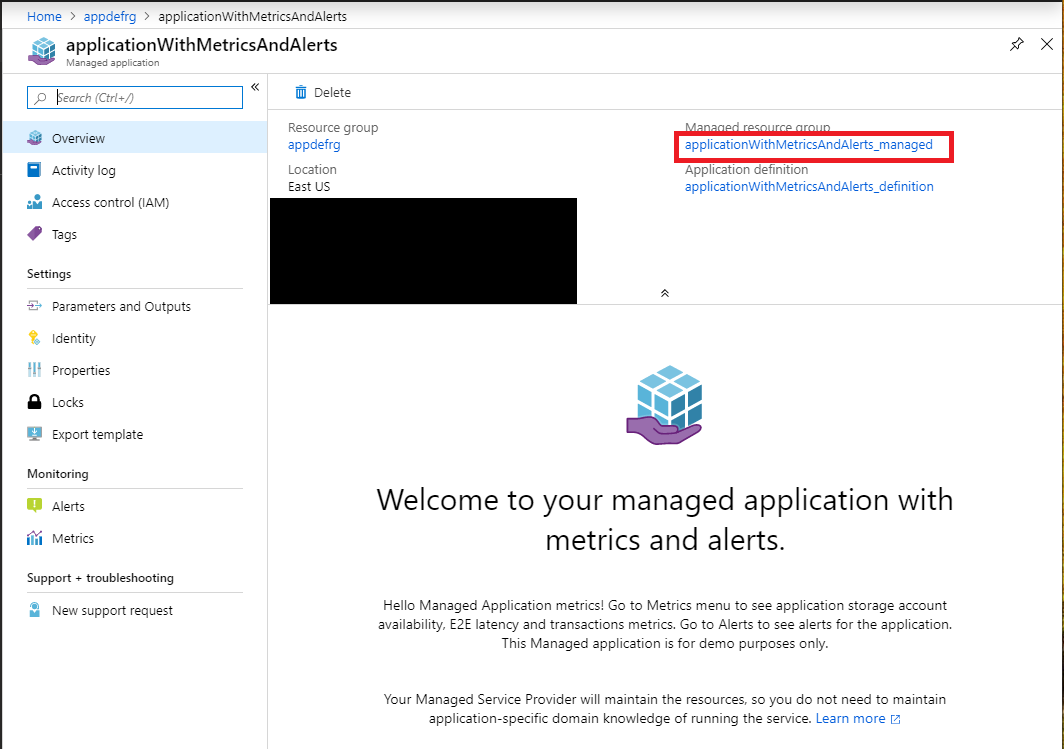 Home > appdefrg > applicationWithMetricsAndAlerts
applicationWithMetricsAndAlerts
Managed application
Search (Ctrl+/)
«
Overview
Activity log
Access control (IAM)
Tags
Settings
Parameters and Outputs
Identity
Properties
Locks
Export template
Monitoring
Alerts
Metrics
Support + troubleshooting
New support request
Delete
Resource group
appdefrg
Location
East US
Managed resource group
applicationWithMetricsAndAlerts_managed
Application definition
applicationWithMetricsAndAlerts_definition
Welcome to your managed application with
metrics and alerts.
Hello Managed Application metrics! Go to Metrics menu to see application storage account
availability, E2E latency and transactions metrics. Go to Alerts to see alerts for the application.
This Managed application is for demo purposes only.
Your Managed Service Provider will maintain the resources, so you do not need to maintain
application-specific domain knowledge of running the service. Learn more